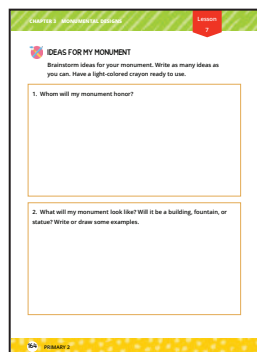 CHAPTER 3 MONUMENTAL DESIGNS
Lesson
7
IDEAS FOR MY MONUMENT
Brainstorm ideas for your monument. Write as many ideas as
you can. Have a light-colored crayon ready to use.
1. Whom will my monument honor?
2. What will my monument look like? Will it be a building, fountain, or
statue? Write or draw some examples.
164 PRIMARY 2